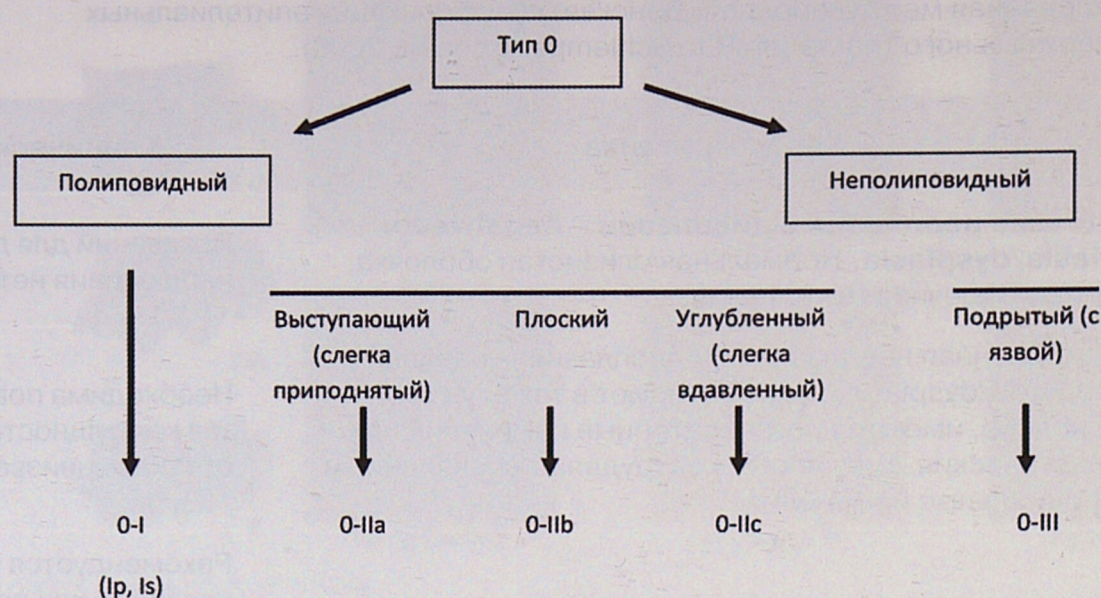 Тип 0
Полиповидный
Неполиповидный
Выступающий
(слегка
приподнятый)
Плоский
Углубленный
(слегка
вдавленный)
Подрытый (с
язвой)
0-I
0-IIa
0-IIb
0-IIc
0-III
(Ip, Is)